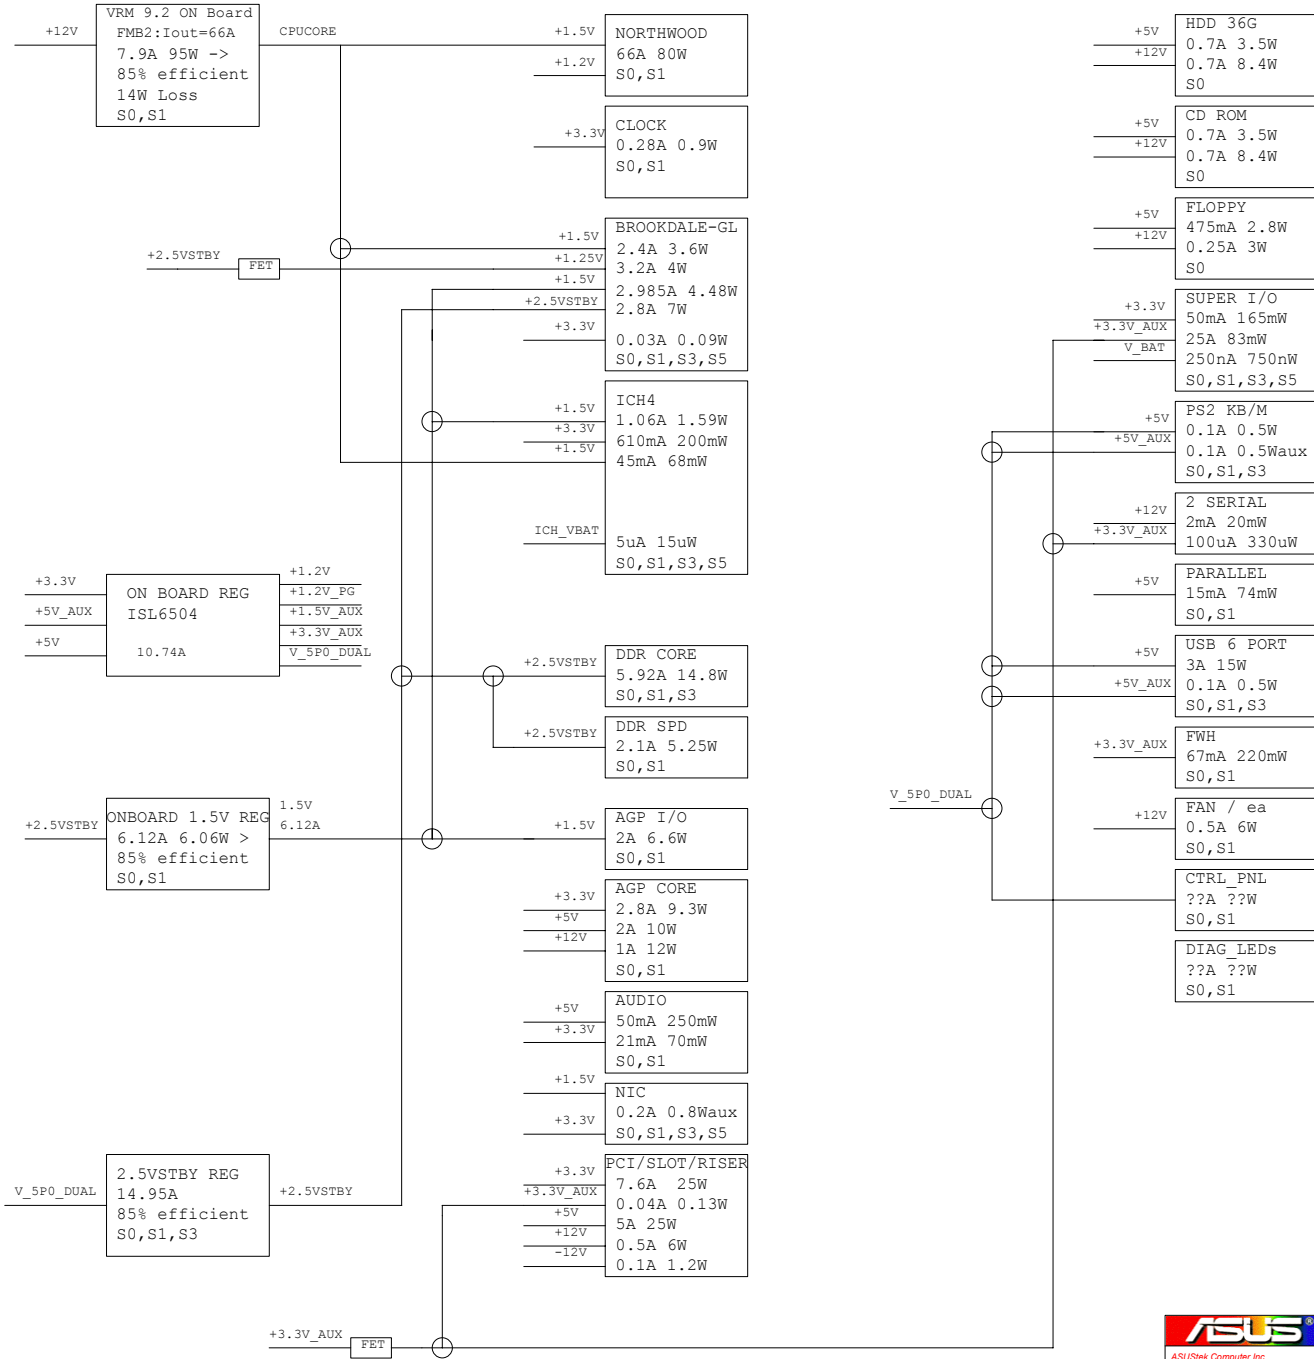 VRM 9.2 ON Board
+12V
FMB2:Iout=66A
CPUCORE
7.9A 95W ->
85% efficient
14W Loss
S0,S1
+1.5V
NORTHWOOD
66A 80W
+1.2V
S0,S1
CLOCK
+3.3V
0.28A 0.9W
S0,S1
BROOKDALE-GL
+1.5V
2.4A 3.6W
+2.5VSTBY
FET
+1.25V
3.2A 4W
+1.5V
2.985A 4.48W
+2.5VSTBY
2.8A 7W
+3.3V
0.03A 0.09W
S0,S1,S3,S5
ICH4
+1.5V
1.06A 1.59W
+3.3V
610mA 200mW
+1.5V
45mA 68mW
ICH_VBAT
5uA 15uW
S0,S1,S3,S5
+3.3V
+5V_AUX
+5V
ON BOARD REG
ISL6504
10.74A
+1.2V
+1.2V_PG
+1.5V_AUX
+3.3V_AUX
V_5P0_DUAL
DDR CORE
+2.5VSTBY
5.92A 14.8W
S0,S1,S3
DDR SPD
+2.5VSTBY
2.1A 5.25W
S0,S1
+2.5VSTBY
ONBOARD 1.5V REG
6.12A 6.06W >
85% efficient
S0,S1
1.5V
6.12A
AGP I/O
+1.5V
2A 6.6W
S0,S1
AGP CORE
+3.3V
2.8A 9.3W
+5V
2A 10W
+12V
1A 12W
S0,S1
AUDIO
+5V
50mA 250mW
+3.3V
21mA 70mW
S0,S1
+1.5V
NIC
0.2A 0.8Waux
+3.3V
S0,S1,S3,S5
V_5P0_DUAL
2.5VSTBY REG
14.95A
85% efficient
S0,S1,S3
+2.5VSTBY
PCI/SLOT/RISER
+3.3V
7.6A 25W
+3.3V_AUX
0.04A 0.13W
+5V
5A 25W
+12V
0.5A 6W
-12V
0.1A 1.2W
+3.3V_AUX
FET
HDD 36G
+5V
0.7A 3.5W
+12V
0.7A 8.4W
S0
CD ROM
+5V
0.7A 3.5W
+12V
0.7A 8.4W
S0
FLOPPY
+5V
475mA 2.8W
+12V
0.25A 3W
S0
SUPER I/O
+3.3V
50mA 165mW
+3.3V_AUX
25A 83mW
V_BAT
250nA 750nW
S0,S1,S3,S5
PS2 KB/M
+5V
0.1A 0.5W
+5V_AUX
0.1A 0.5Waux
S0,S1,S3
2 SERIAL
+12V
2mA 20mW
+3.3V_AUX
100uA 330uW
PARALLEL
+5V
15mA 74mW
S0,S1
USB 6 PORT
+5V
3A 15W
+5V_AUX
0.1A 0.5W
S0,S1,S3
FWH
+3.3V_AUX
67mA 220mW
S0,S1
V_5P0_DUAL
FAN / ea
+12V
0.5A 6W
S0,S1
CTRL_PNL
??A ??W
S0,S1
DIAG_LEDs
??A ??W
S0,S1
ASUS®
ASUStek Computer Inc.